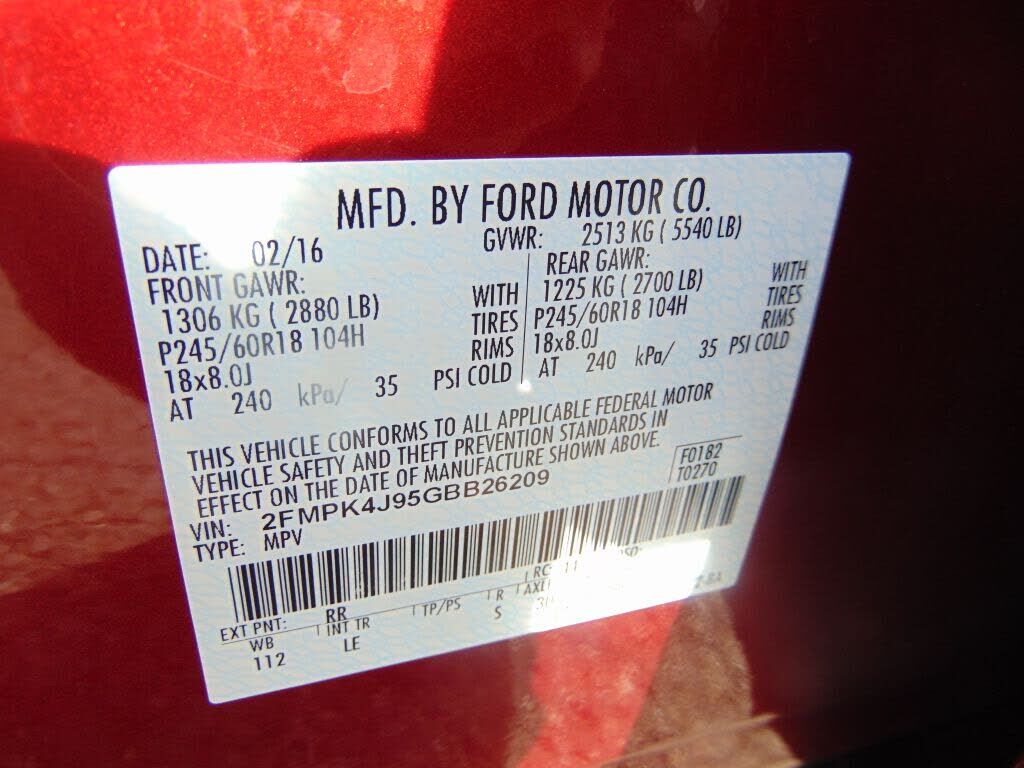 MFD. BY FORD MOTOR CO.
DATE: 02/16
GVWR: 2513 KG ( 5540 LB)
FRONT GAWR:
1306 KG ( 2880 LB)
P245/60R18 104H
18x8.0J
WITH
TIRES
RIMS
AT 240 kPa/ 35 PSI COLD
REAR GAWR:
1225 KG ( 2700 LB)
P245/60R18 104H
18x8.0J
WITH
TIRES
RIMS
AT 240 kPa/ 35 PSI COLD
THIS VEHICLE CONFORMS TO ALL APPLICABLE FEDERAL MOTOR
VEHICLE SAFETY AND THEFT PREVENTION STANDARDS IN
EFFECT ON THE DATE OF MANUFACTURE SHOWN ABOVE.
F0182
T0270
VIN: 2FMPK4J95GBB26209
TYPE: MPV
EXT PNT: RR RC: 11 DSO:
WB INT TR TP/PS R
112 LE S